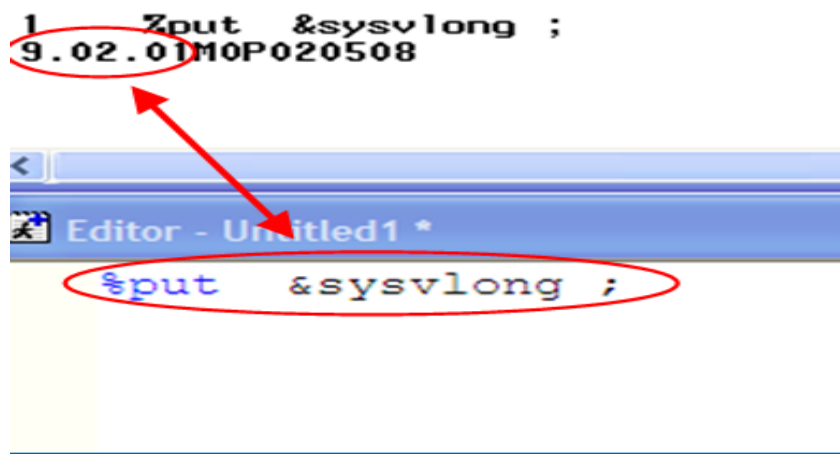 1    %put  &sysvlong ;
9.02.01M0P020508
Editor - Untitled1 *
%put  &sysvlong ;